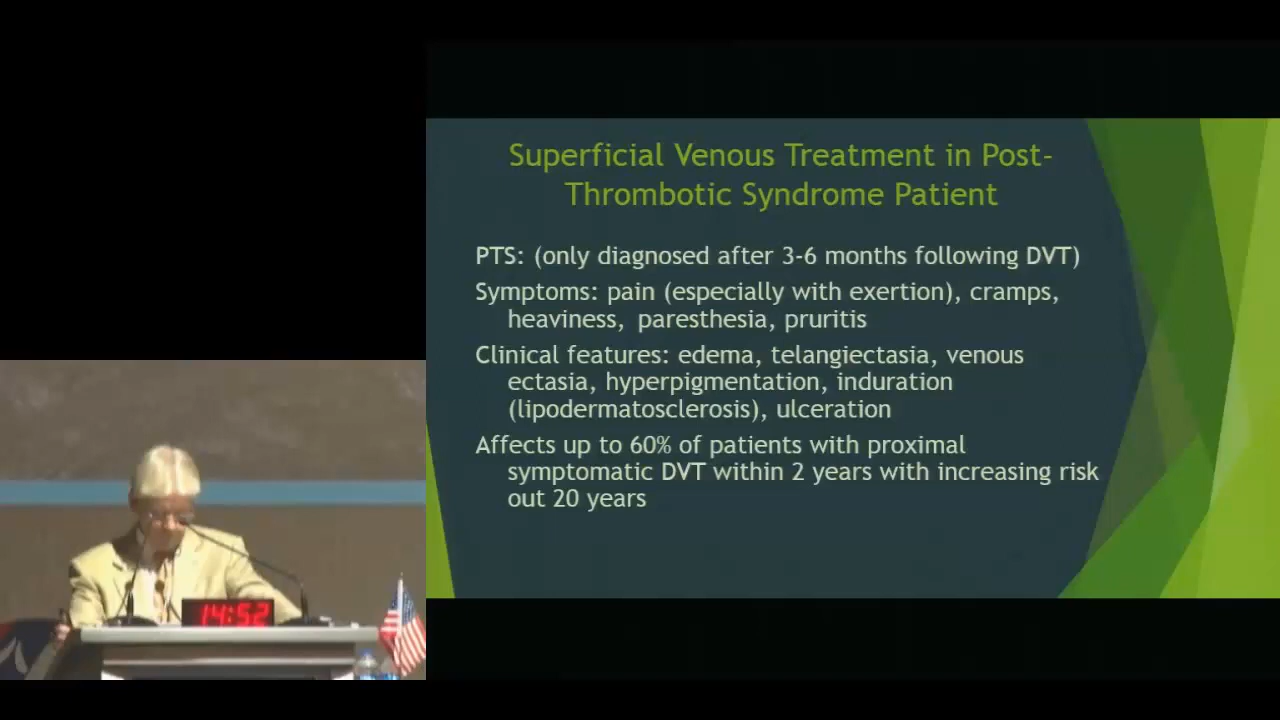 Superficial Venous Treatment in Post-
Thrombotic Syndrome Patient
PTS: (only diagnosed after 3-6 months following DVT)
Symptoms: pain (especially with exertion), cramps,
heaviness, paresthesia, pruritis
Clinical features: edema, telangiectasia, venous
ectasia, hyperpigmentation, induration
(lipodermatosclerosis), ulceration
Affects up to 60% of patients with proximal
symptomatic DVT within 2 years with increasing risk
out 20 years
14:52